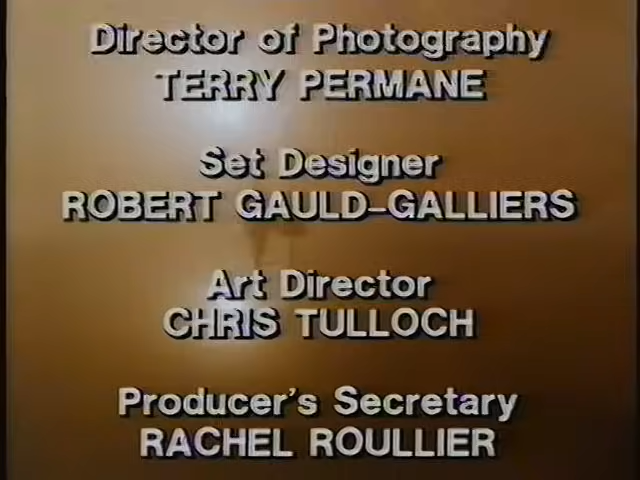 Director of Photography
TERRY PERMANE
Set Designer
ROBERT GAULD-GALLIERS
Art Director
CHRIS TULLOCH
Producer's Secretary
RACHEL ROULLIER